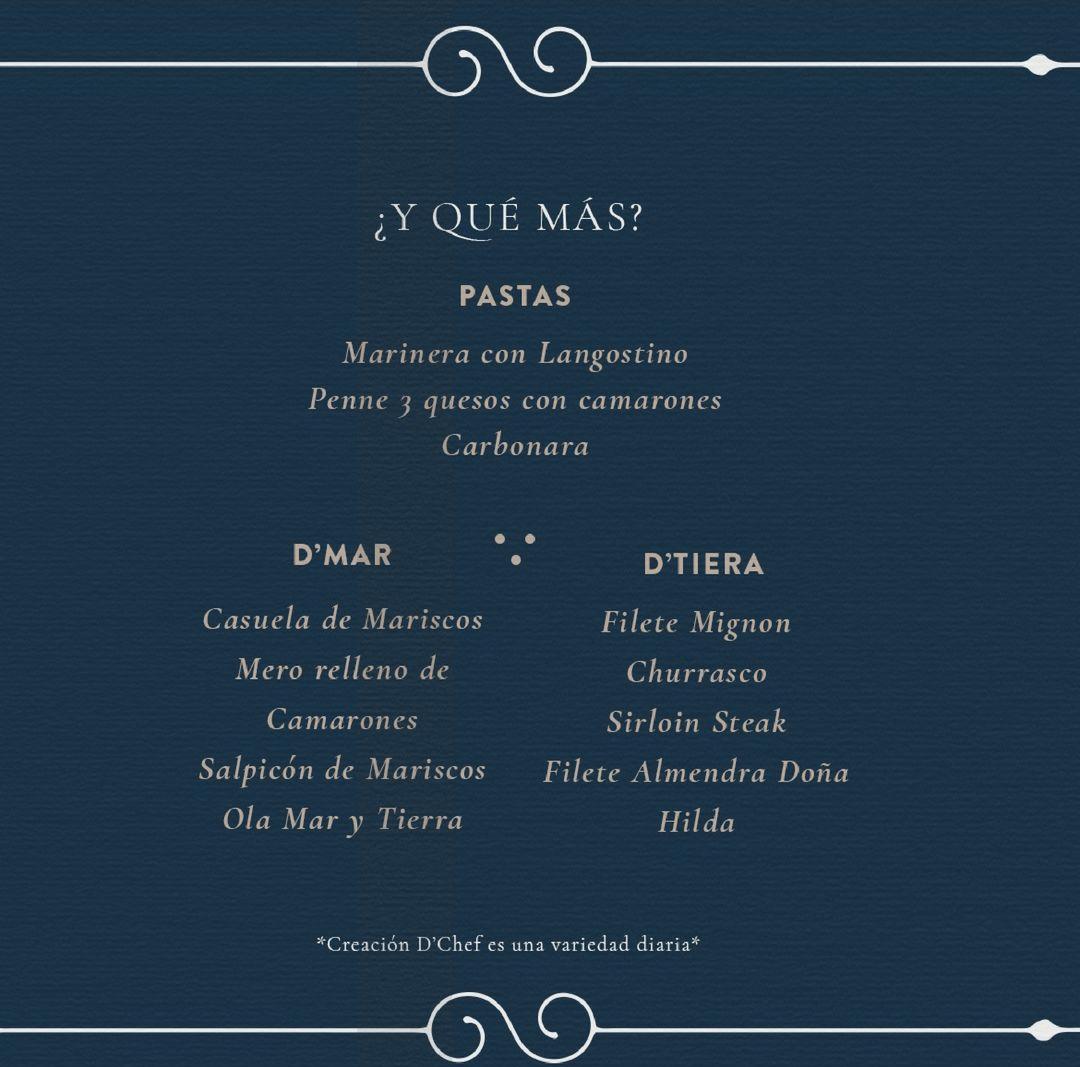 ¿Y QUÉ MÁS?
PASTAS
Marinera con Langostino
Penne 3 quesos con camarones
Carbonara
D’MAR
Casuela de Mariscos
Mero relleno de
Camarones
Salpicón de Mariscos
Ola Mar y Tierra
D’TIERA
Filete Mignon
Churrasco
Sirloin Steak
Filete Almendra Doña
Hilda
*Creación D’Chef es una variedad diaria*